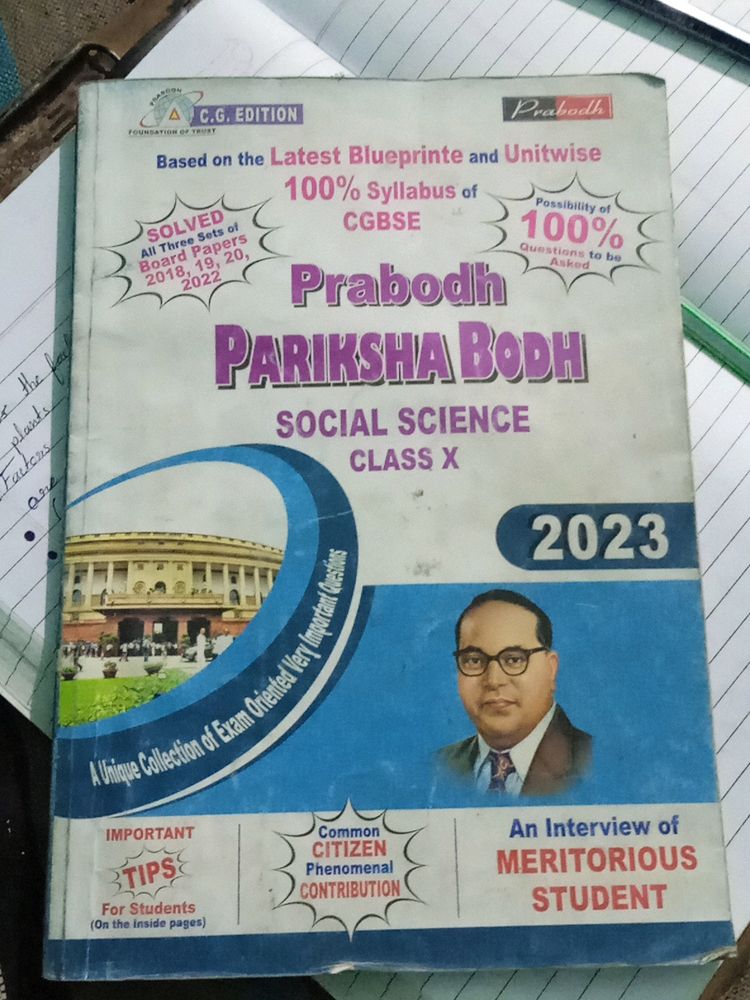 PRABODH
FOUNDATION OF TRUST
C.G. EDITION
Prabodh
Based on the Latest Blueprinte and Unitwise
100% Syllabus of
CGBSE
SOLVED
All Three Sets of
Board Papers
2018, 19, 20,
2022
Possibility of
100%
Questions to be
Asked
Prabodh
PARIKSHA BODH
SOCIAL SCIENCE
CLASS X
2023
A Unique Collection of Exam Oriented Very Important Questions
IMPORTANT
TIPS
For Students
(On the Inside pages)
Common
CITIZEN
Phenomenal
CONTRIBUTION
An Interview of
MERITORIOUS
STUDENT
the
plants
Factors
are